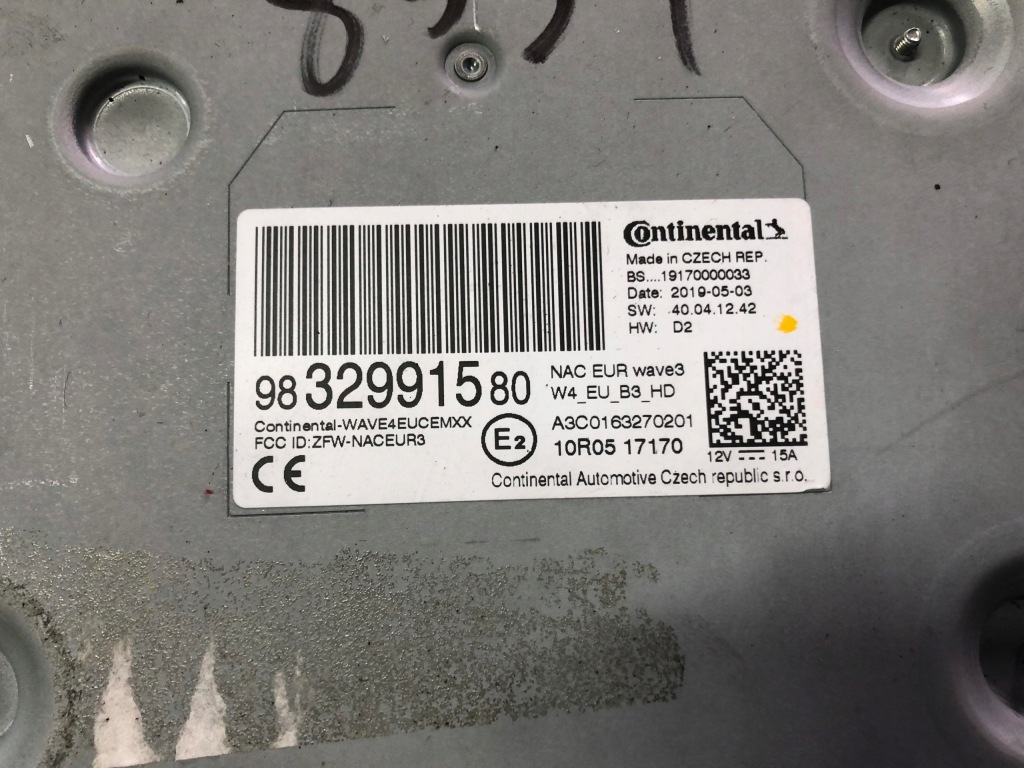 Continental
Made in CZECH REP.
BS....19170000033
Date: 2019-05-03
SW: 40.04.12.42
HW: D2
98 329915 80
NAC EUR wave3
W4_EU_B3_HD
Continental-WAVE4EUCEMXX
FCC ID:ZFW-NACEUR3
E2
A3C0163270201
10R05 17170
12V 15A
CE
Continental Automotive Czech republic s.r.o.